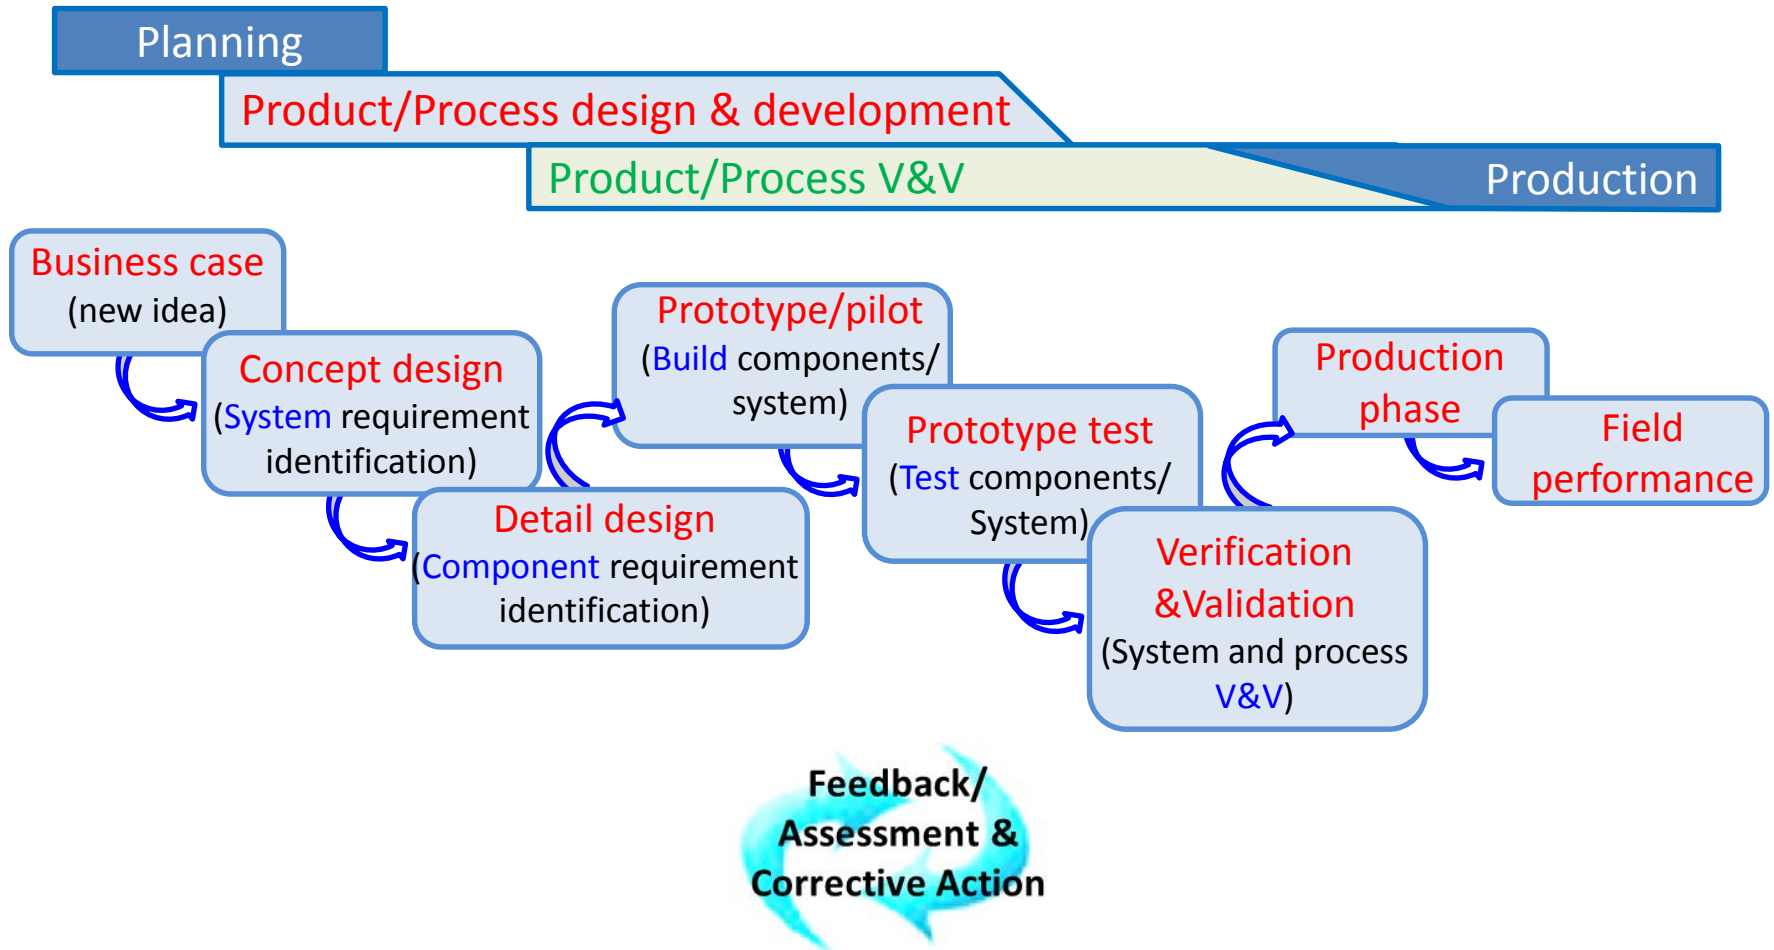 Planning
Product/Process design & development
Product/Process V&V
Production
Business case
(new idea)
Concept design
(System requirement
identification)
Detail design
(Component requirement
identification)
Prototype/pilot
(Build components/
system)
Prototype test
(Test components/
System)
Verification
&Validation
(System and process
V&V)
Production
phase
Field
performance
Feedback/
Assessment &
Corrective Action